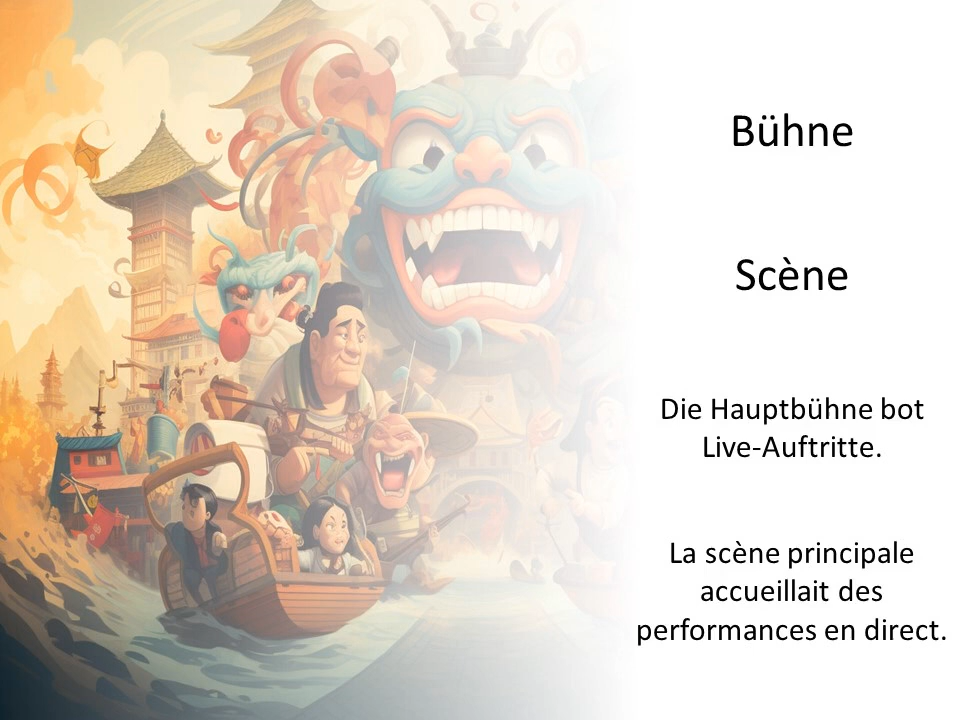 Bühne
Scène
Die Hauptbühne bot
Live-Auftritte.
La scène principale
accueillait des
performances en direct.